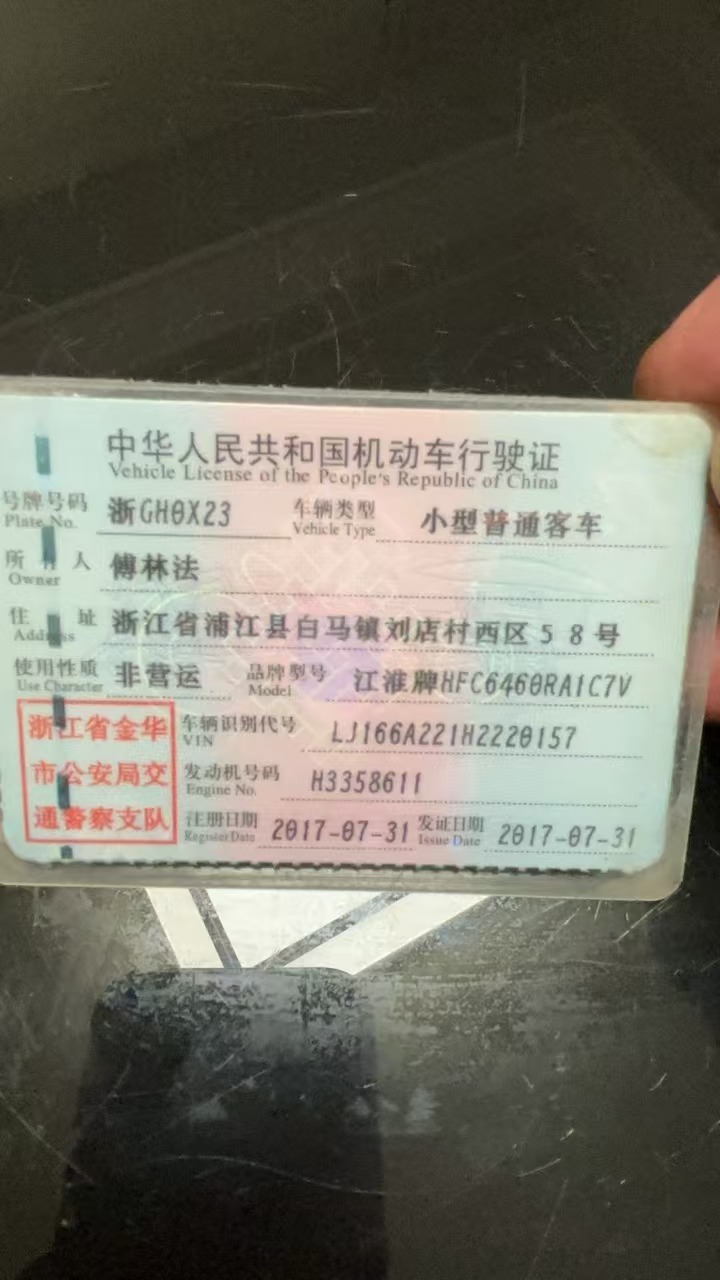 中华人民共和国机动车行驶证
Vehicle License of the People's Republic of China
号牌号码 浙GH0X23 车辆类型 小型普通客车
Plate No. Vehicle Type
所 人 傅林法
Owner
住 址 浙江省浦江县白马镇刘店村西区58号
Address
使用性质 非营运 品牌型号 江淮牌HFC6460RA1C7V
Use Character Model
浙江省金华 车辆识别代号 LJ166A221H2220157
VIN
市公安局交 发动机号码 H3358611
Engine No.
通警察支队 注册日期 2017-07-31 发证日期 2017-07-31
Register Date Issue Date